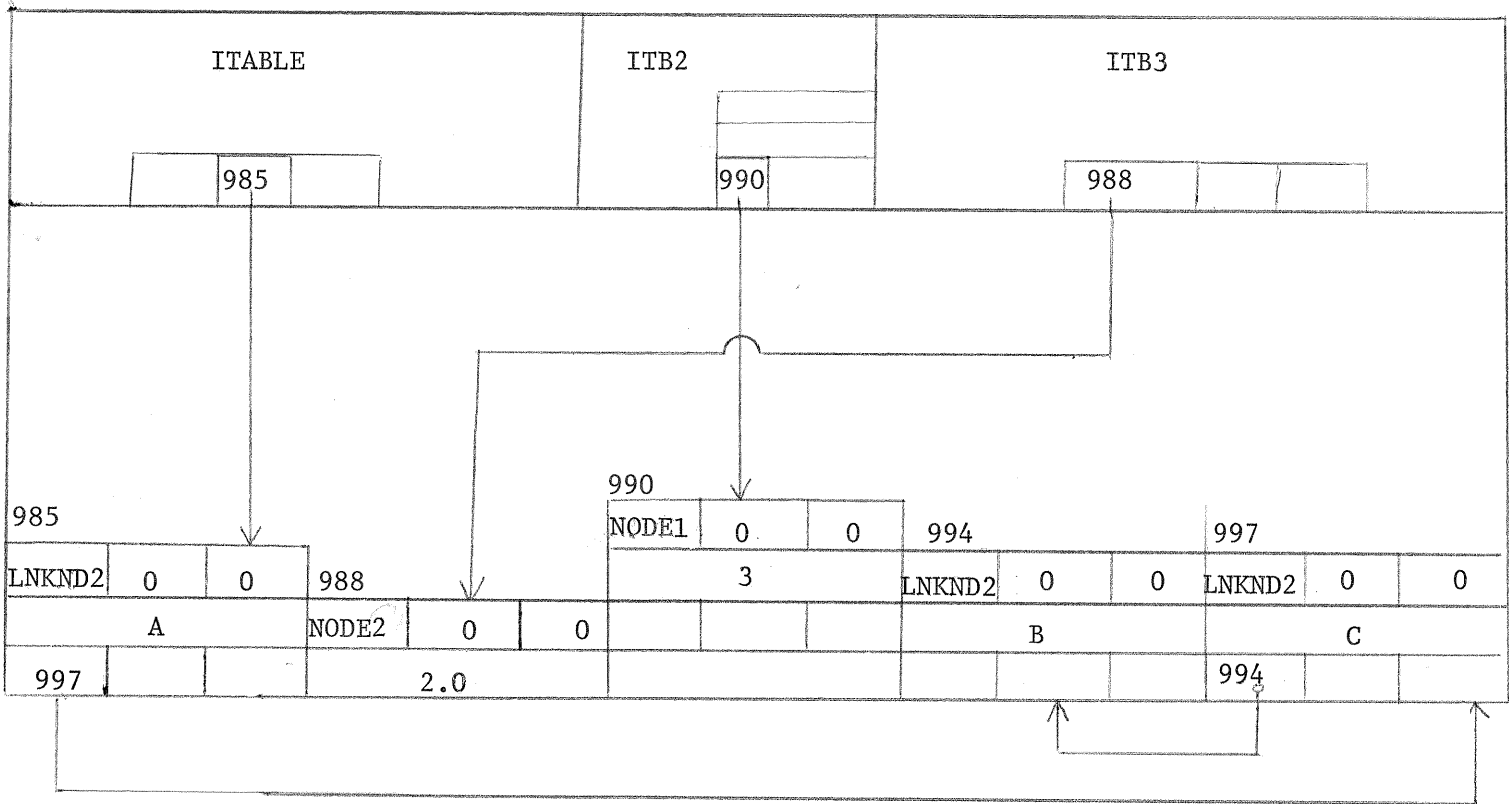 ITABLE ITB2 ITB3
985 990 988
990
985
NODE1 0 0 994 997
LNKND2 0 0 988 3 LNKND2 0 0 LNKND2 0 0
A NODE2 0 0 B C
997 2.0 994